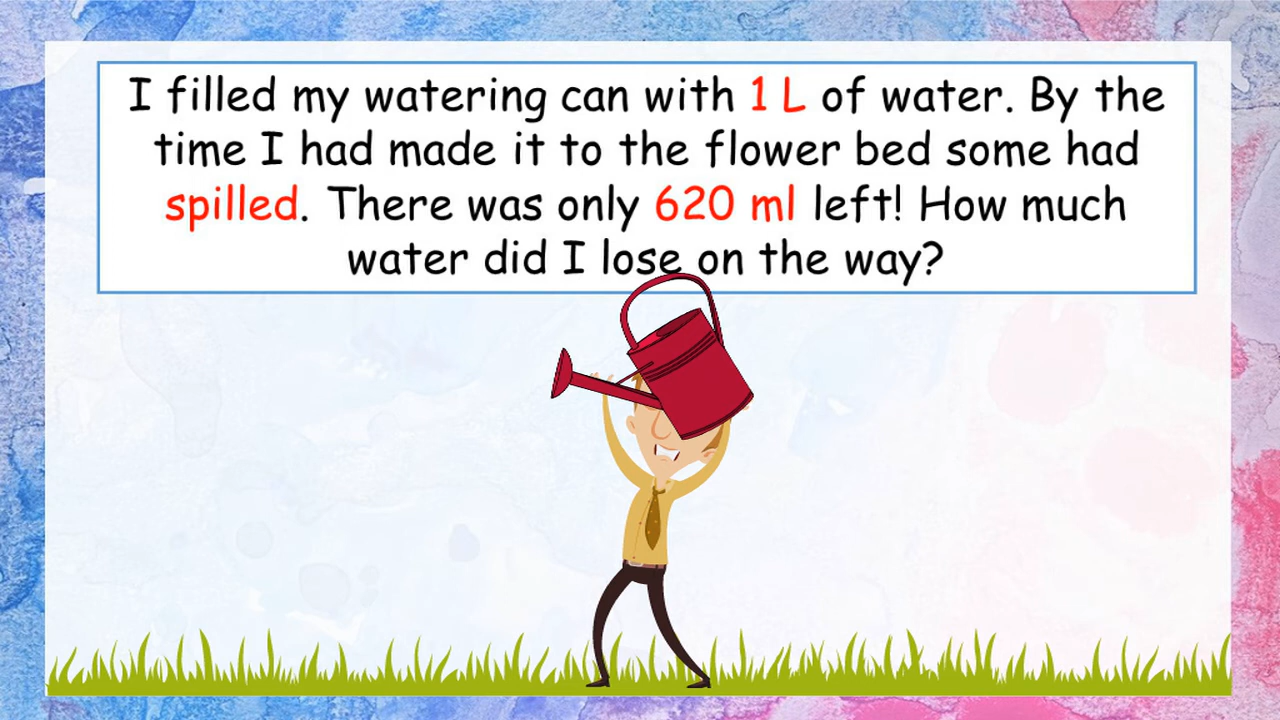 I filled my watering can with 1 L of water. By the
time I had made it to the flower bed some had
spilled. There was only 620 ml left! How much
water did I lose on the way?